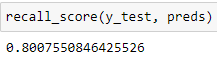 recall_score(y_test, preds)
0.8007550846425526